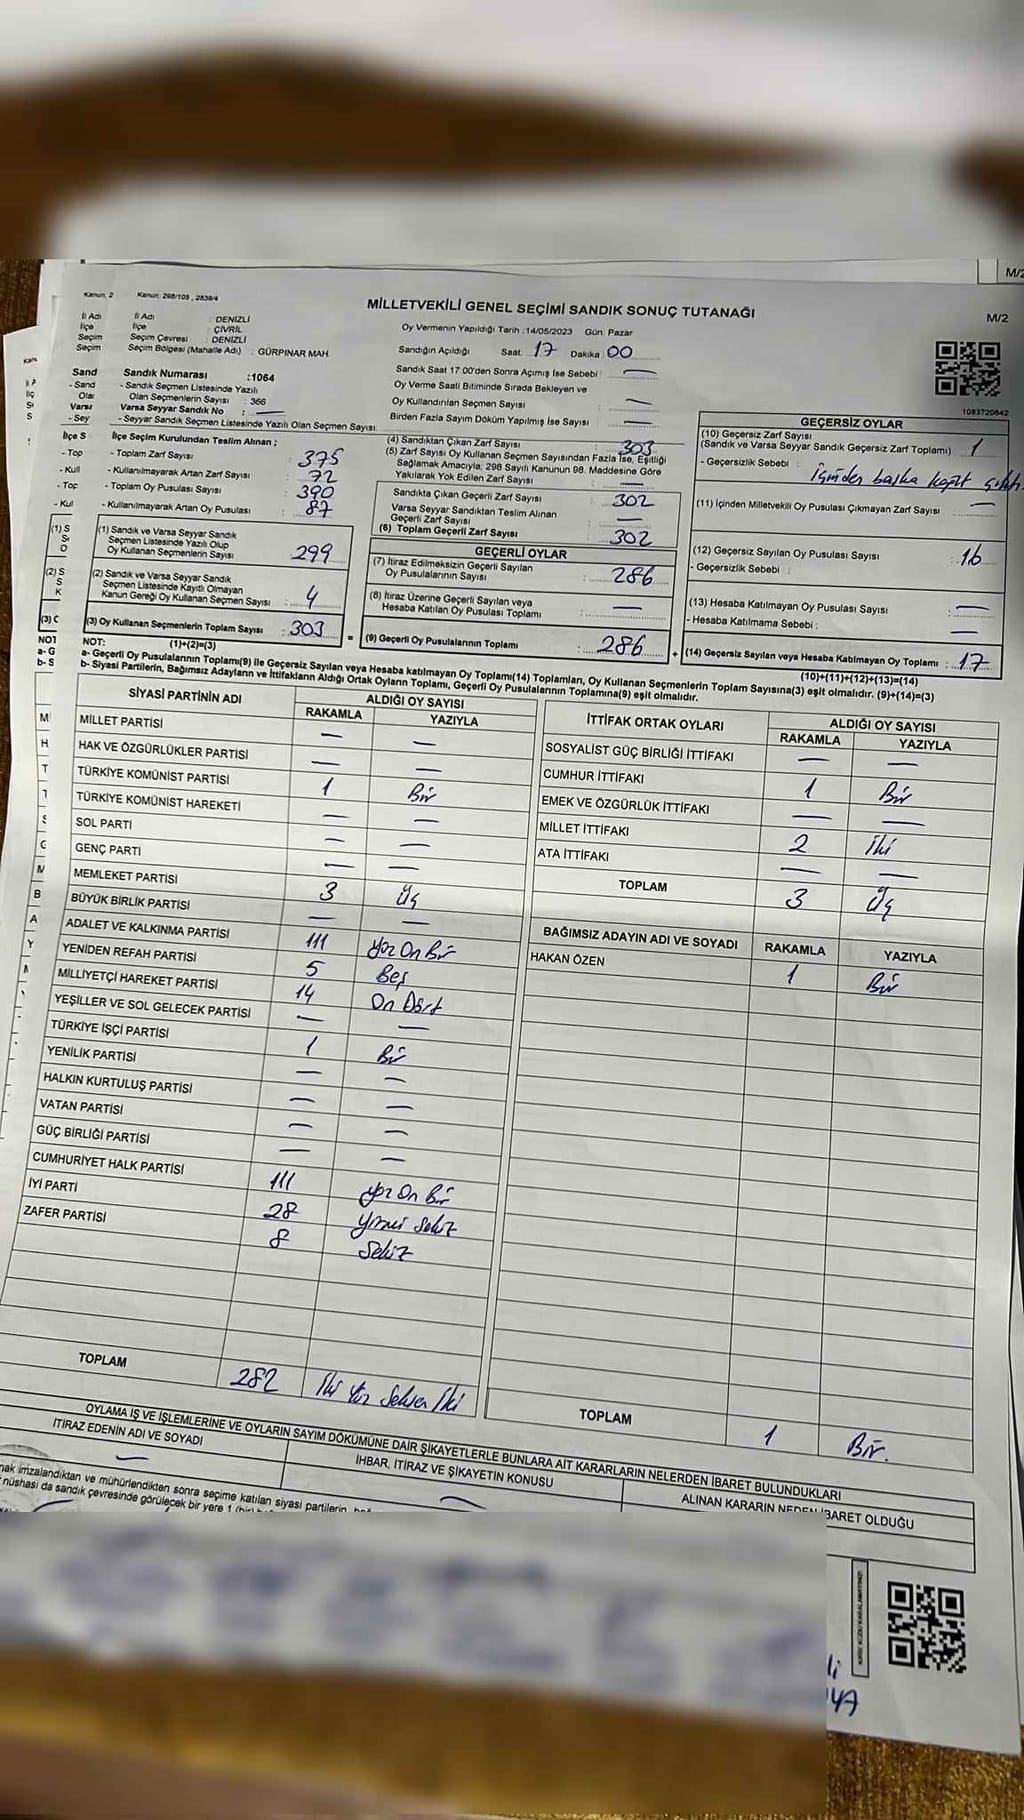 M/2
Kanun: 2 Kanun: 298/105 , 2839/4
MİLLETVEKİLİ GENEL SEÇİMİ SANDIK SONUÇ TUTANAĞI
M/2
İl Adı İl Adı : DENİZLİ
İlçe İlçe : ÇİVRİL
Seçim Seçim Çevresi : DENİZLİ
Seçim Seçim Bölgesi (Mahalle Adı) : GÜRPINAR MAH.
Oy Vermenin Yapıldığı Tarih :14/05/2023 Gün: Pazar
Sandığın Açıldığı Saat 17 Dakika 00
Sandık Saat 17:00'den Sonra Açımış İse Sebebi : —
Oy Verme Saati Bitiminde Sırada Bekleyen ve
Oy Kullandırılan Seçmen Sayısı : —
Birden Fazla Sayım Döküm Yapılmış İse Sayısı : —
1083720642
Sand Sandık Numarası :1064
- Sand - Sandık Seçmen Listesinde Yazılı
Olan Olan Seçmenlerin Sayısı : 366
Varsı Varsa Seyyar Sandık No : —
- Sey - Seyyar Sandık Seçmen Listesinde Yazılı Olan Seçmen Sayısı:
İlçe S İlçe Seçim Kurulundan Teslim Alınan ;
- Top - Toplam Zarf Sayısı : 375
- Kull - Kullanılmayarak Artan Zarf Sayısı : 72
- Toç - Toplam Oy Pusulası Sayısı : 390
- Kul - Kullanılmayarak Artan Oy Pusulası : 87
(4) Sandıktan Çıkan Zarf Sayısı : 303
(5) Zarf Sayısı Oy Kullanan Seçmen Sayısından Fazla İse, Eşitliği
Sağlamak Amacıyla, 298 Sayılı Kanunun 98. Maddesine Göre
Yakılarak Yok Edilen Zarf Sayısı : —
Sandıkta Çıkan Geçerli Zarf Sayısı : 302
Varsa Seyyar Sandıktan Teslim Alınan
Geçerli Zarf Sayısı : —
(6) Toplam Geçerli Zarf Sayısı : 302
GEÇERSİZ OYLAR
(10) Geçersiz Zarf Sayısı
(Sandık ve Varsa Seyyar Sandık Geçersiz Zarf Toplamı) : 1
- Geçersizlik Sebebi : içinden başka kağıt
(11) İçinden Milletvekili Oy Pusulası Çıkmayan Zarf Sayısı : —
(12) Geçersiz Sayılan Oy Pusulası Sayısı : 16
- Geçersizlik Sebebi :
(13) Hesaba Katılmayan Oy Pusulası Sayısı : —
- Hesaba Katılmama Sebebi : —
(14) Geçersiz Sayılan veya Hesaba Katılmayan Oy Toplamı : 17
(10)+(11)+(12)+(13)=(14)
(1) Sandık ve Varsa Seyyar Sandık
Seçmen Listesinde Yazılı Olup
Oy Kullanan Seçmenlerin Sayısı : 299
(2) Sandık ve Varsa Seyyar Sandık
Seçmen Listesinde Kayıtlı Olmayan
Kanun Gereği Oy Kullanan Seçmen Sayısı : 4
(3) Oy Kullanan Seçmenlerin Toplam Sayısı : 303
(1)+(2)=(3)
GEÇERLİ OYLAR
(7) İtiraz Edilmeksizin Geçerli Sayılan
Oy Pusulalarının Sayısı : 286
(8) İtiraz Üzerine Geçerli Sayılan veya
Hesaba Katılan Oy Pusulası Toplamı : —
= (9) Geçerli Oy Pusulalarının Toplamı : 286 +
NOT:
a- Geçerli Oy Pusulalarının Toplamı(9) ile Geçersiz Sayılan veya Hesaba katılmayan Oy Toplamı(14) Toplamları, Oy Kullanan Seçmenlerin Toplam Sayısına(3) eşit olmalıdır. (9)+(14)=(3)
b- Siyasi Partilerin, Bağımsız Adayların ve İttifakların Aldığı Ortak Oyların Toplamı, Geçerli Oy Pusulalarının Toplamına(9) eşit olmalıdır.
SİYASİ PARTİNİN ADI ALDIĞI OY SAYISI
RAKAMLA YAZIYLA
MİLLET PARTİSİ — —
HAK VE ÖZGÜRLÜKLER PARTİSİ — —
TÜRKİYE KOMÜNİST PARTİSİ 1 Bir
TÜRKİYE KOMÜNİST HAREKETİ — —
SOL PARTİ — —
GENÇ PARTİ — —
MEMLEKET PARTİSİ 3 Üç
BÜYÜK BİRLİK PARTİSİ — —
ADALET VE KALKINMA PARTİSİ 111 Yüz On Bir
YENİDEN REFAH PARTİSİ 5 Beş
MİLLİYETÇİ HAREKET PARTİSİ 14 On Dört
YEŞİLLER VE SOL GELECEK PARTİSİ — —
TÜRKİYE İŞÇİ PARTİSİ 1 Bir
YENİLİK PARTİSİ — —
HALKIN KURTULUŞ PARTİSİ — —
VATAN PARTİSİ — —
GÜÇ BİRLİĞİ PARTİSİ — —
CUMHURİYET HALK PARTİSİ 111 Yüz On Bir
İYİ PARTİ 28 Yirmi Sekiz
ZAFER PARTİSİ 8 Sekiz
TOPLAM 282 İki Yüz Seksen İki
İTTİFAK ORTAK OYLARI ALDIĞI OY SAYISI
RAKAMLA YAZIYLA
SOSYALİST GÜÇ BİRLİĞİ İTTİFAKI — —
CUMHUR İTTİFAKI 1 Bir
EMEK VE ÖZGÜRLÜK İTTİFAKI — —
MİLLET İTTİFAKI 2 İki
ATA İTTİFAKI — —
TOPLAM 3 Üç
BAĞIMSIZ ADAYIN ADI VE SOYADI RAKAMLA YAZIYLA
HAKAN ÖZEN 1 Bir
TOPLAM 1 Bir.
OYLAMA İŞ VE İŞLEMLERİNE VE OYLARIN SAYIM DÖKÜMÜNE DAİR ŞİKAYETLERLE BUNLARA AİT KARARLARIN NELERDEN İBARET BULUNDUKLARI
İTİRAZ EDENİN ADI VE SOYADI İHBAR, İTİRAZ VE ŞİKAYETİN KONUSU ALINAN KARARIN NEDEN İBARET OLDUĞU
— —
nak imzalandıktan ve mühürlendikten sonra seçime katılan siyasi partilerin,
nüshası da sandık çevresinde görülecek bir yere 1